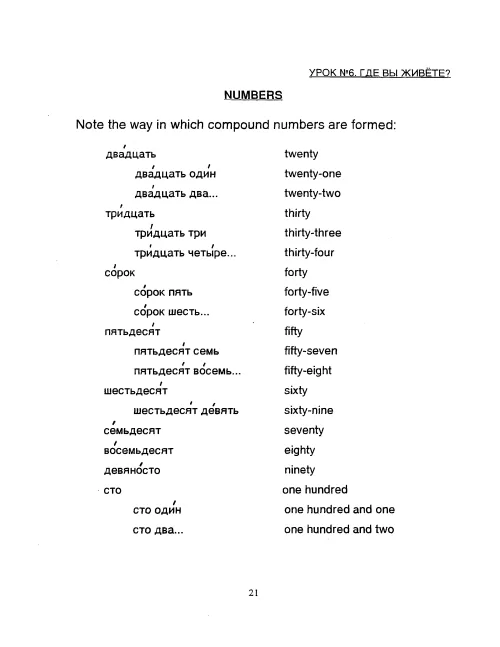 УРОК №6. ГДЕ ВЫ ЖИВЁТЕ?
NUMBERS
Note the way in which compound numbers are formed:
два́дцать twenty
два́дцать оди́н twenty-one
два́дцать два... twenty-two
три́дцать thirty
три́дцать три thirty-three
три́дцать четы́ре... thirty-four
со́рок forty
со́рок пять forty-five
со́рок шесть... forty-six
пятьдеся́т fifty
пятьдеся́т семь fifty-seven
пятьдеся́т во́семь... fifty-eight
шестьдеся́т sixty
шестьдеся́т де́вять sixty-nine
се́мьдесят seventy
во́семьдесят eighty
девяно́сто ninety
сто one hundred
сто оди́н one hundred and one
сто два... one hundred and two
21